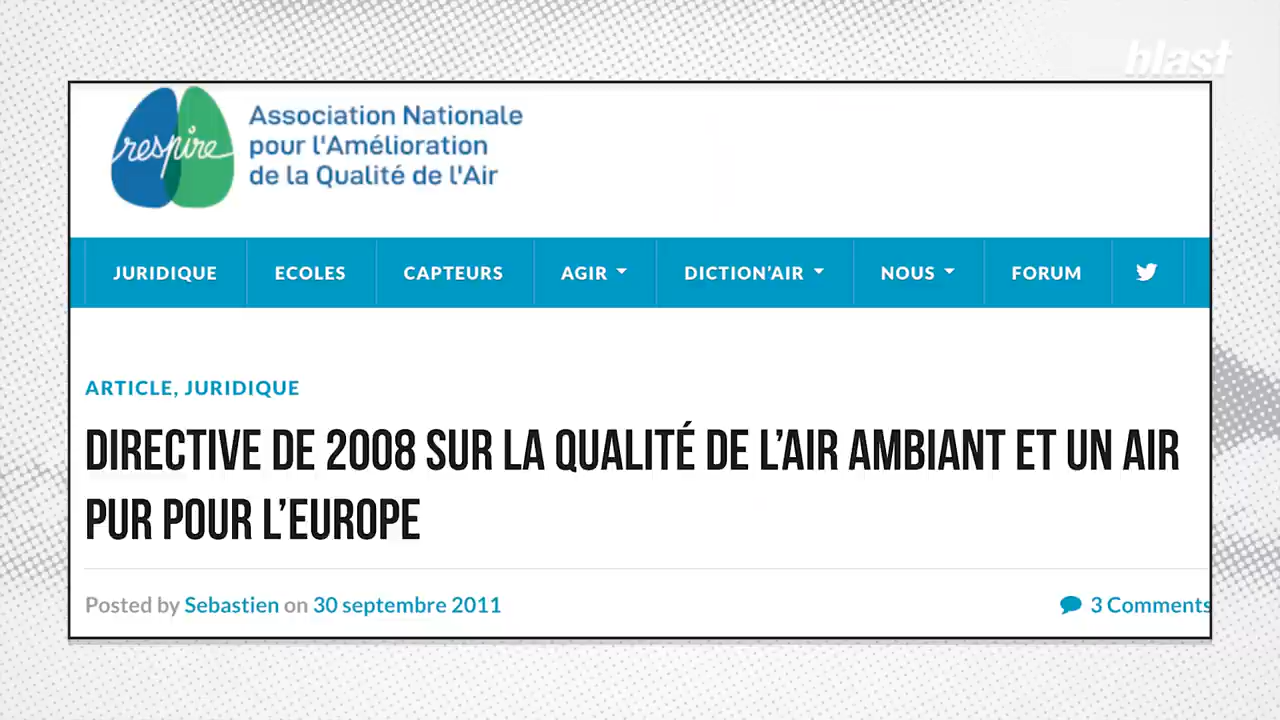 blast
respire
Association Nationale
pour l'Amélioration
de la Qualité de l'Air
JURIDIQUE ECOLES CAPTEURS AGIR DICTION’AIR NOUS FORUM
ARTICLE, JURIDIQUE
DIRECTIVE DE 2008 SUR LA QUALITÉ DE L’AIR AMBIANT ET UN AIR
PUR POUR L’EUROPE
Posted by Sebastien on 30 septembre 2011 3 Comments